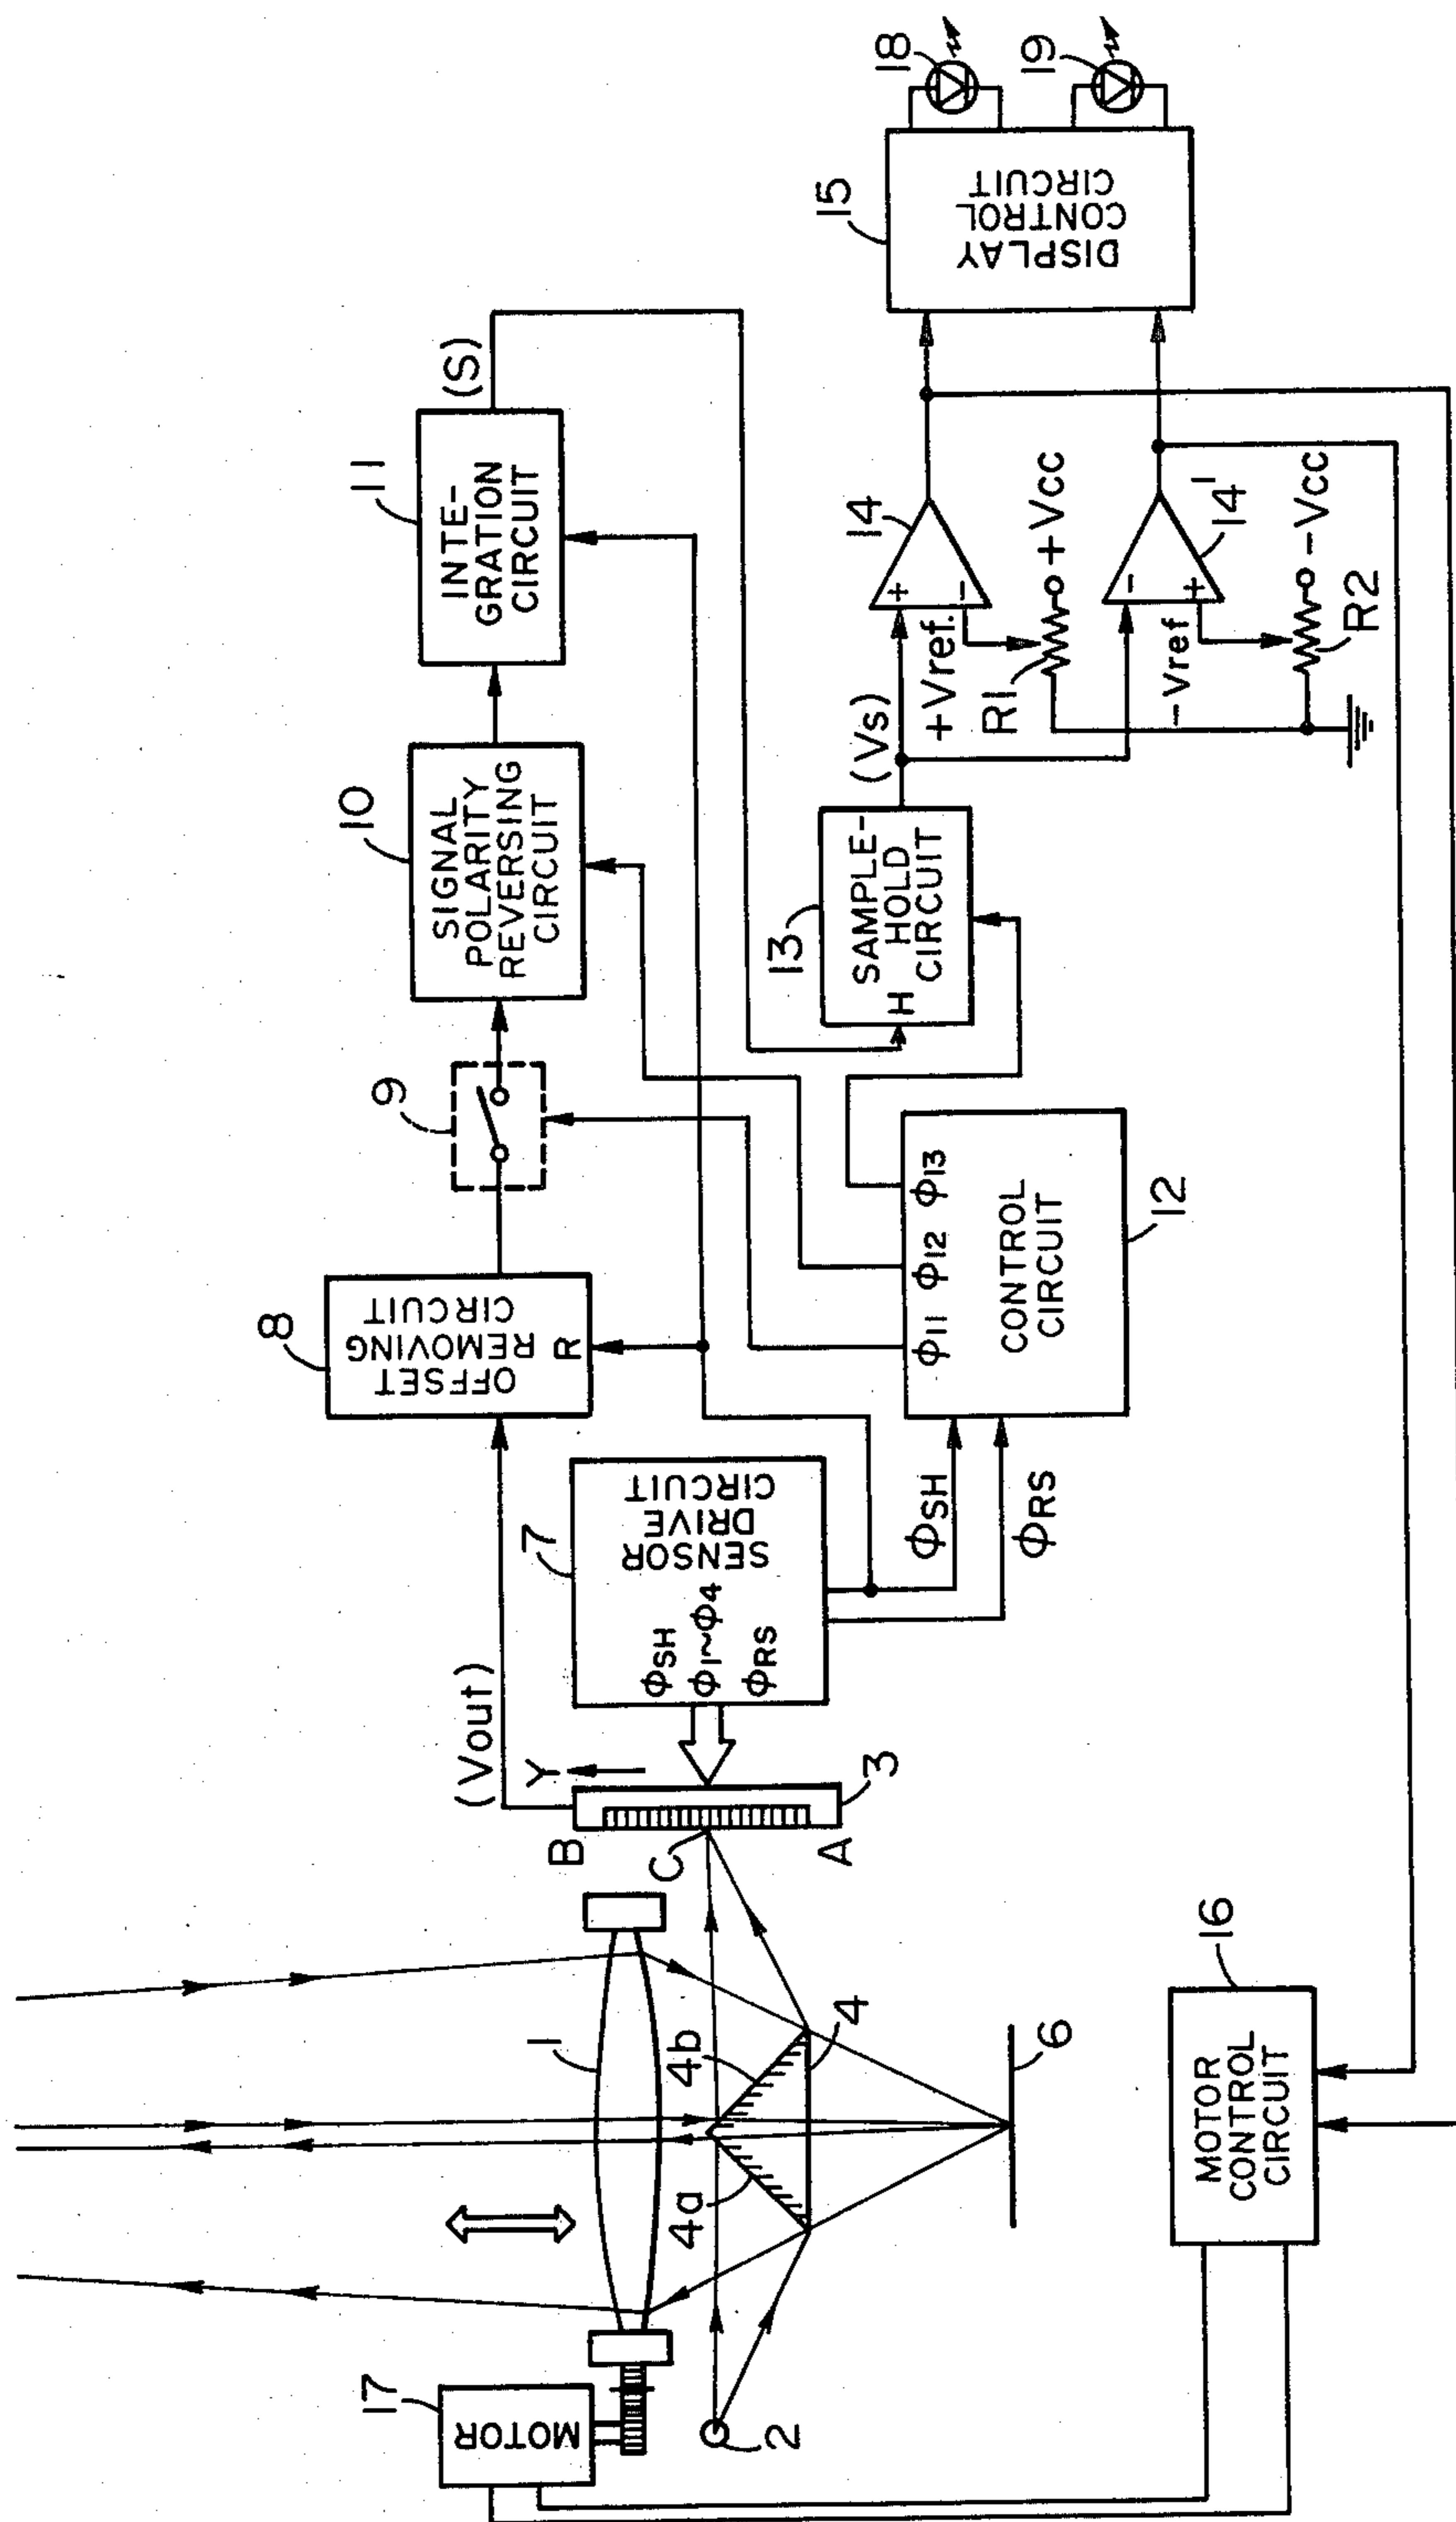 17
MOTOR
2
1
4a
4b
4
6
16
MOTOR
CONTROL
CIRCUIT
B
C
A
3
Y
(Vout)
7
SENSOR
DRIVE
CIRCUIT
ΦSH
Φ1~Φ4
ΦRS
8
OFFSET
REMOVING
CIRCUIT
R
9
10
SIGNAL
POLARITY
REVERSING
CIRCUIT
11
INTE-
GRATION
CIRCUIT
(S)
ΦSH
ΦRS
Φ11 Φ12 Φ13
CONTROL
CIRCUIT
12
13
SAMPLE-
HOLD
CIRCUIT
H
(Vs)
+Vref.
+
-
14
R1
+Vcc
-Vref
-
+
14'
R2
-Vcc
15
DISPLAY
CONTROL
CIRCUIT
18
19